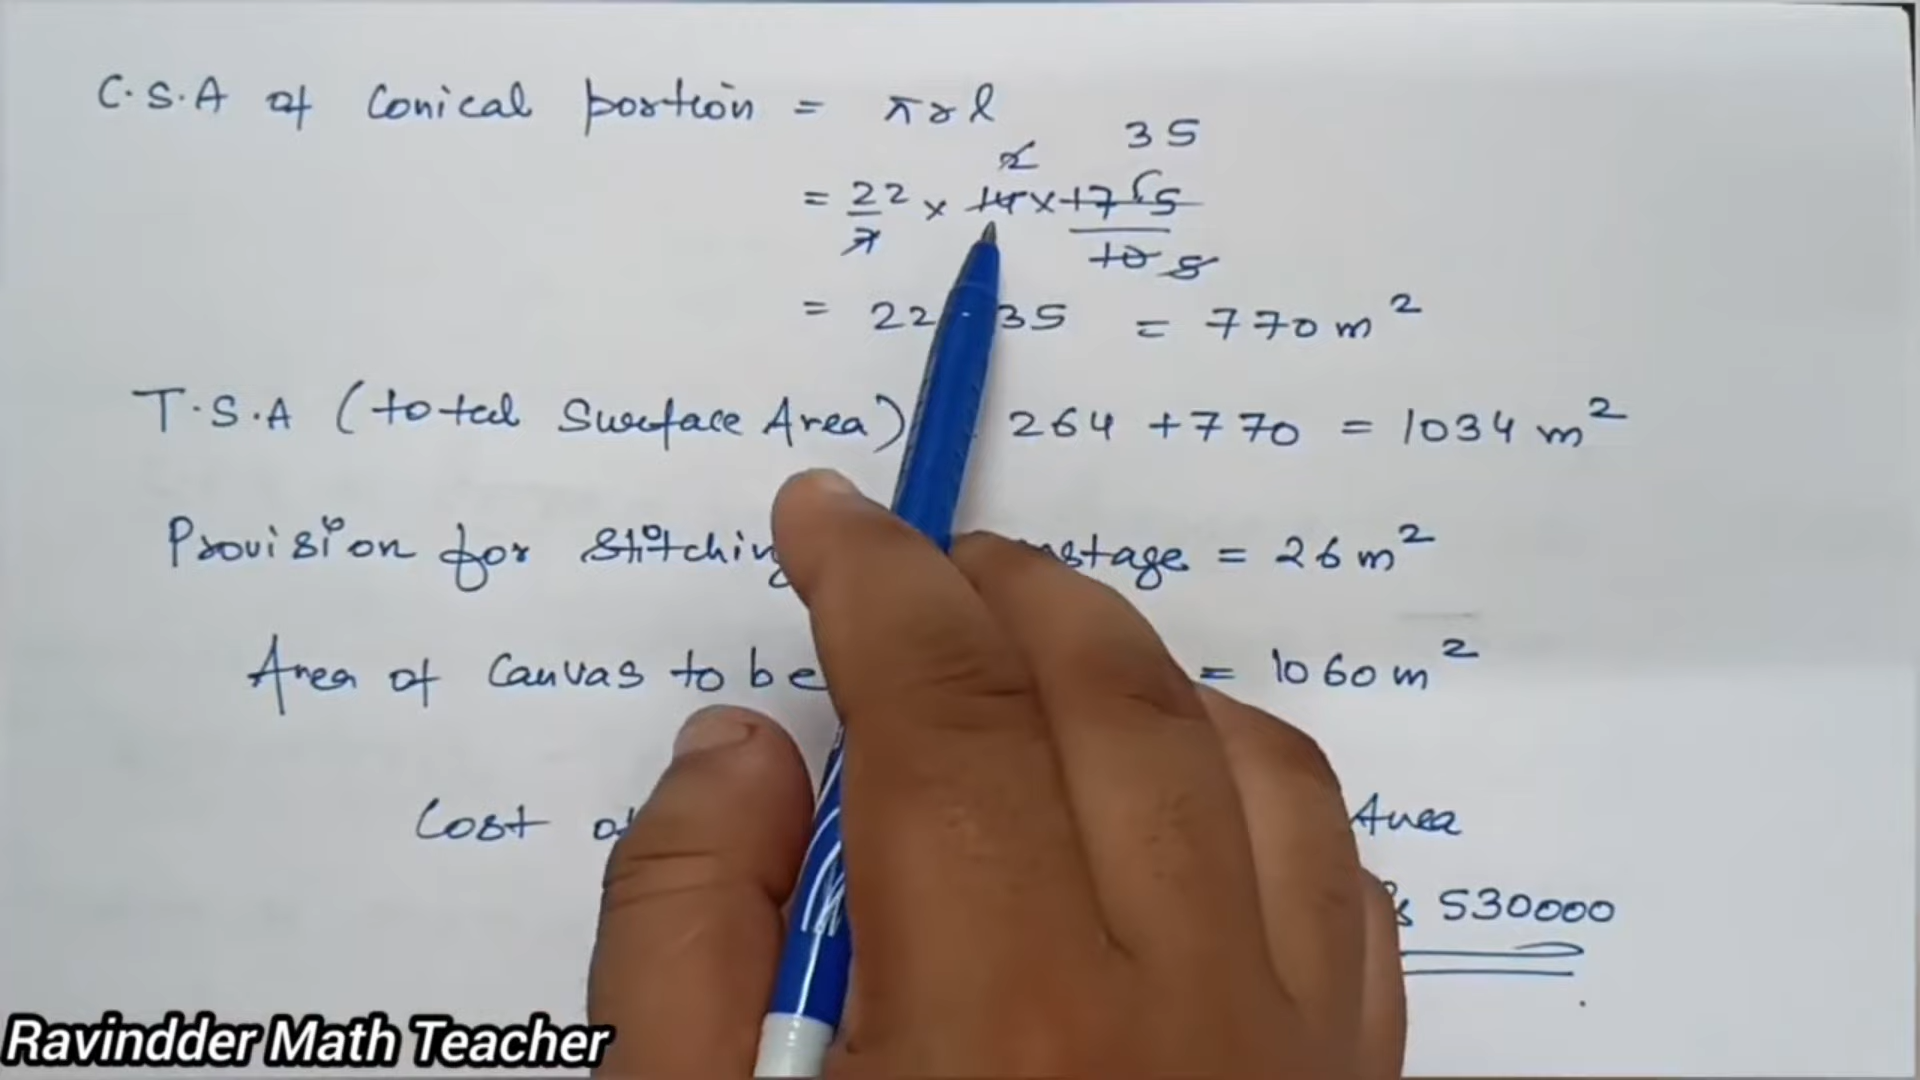 C.S.A of Conical portion = πrl
2 35
= 22/7 × 14 × 175/10 5
= 22 35 = 770 m²
T.S.A (total Surface Area) 264 + 770 = 1034 m²
Provision for stitching = 26 m²
Area of Canvas to be = 1060 m²
Cost of Area
530000
Ravindder Math Teacher